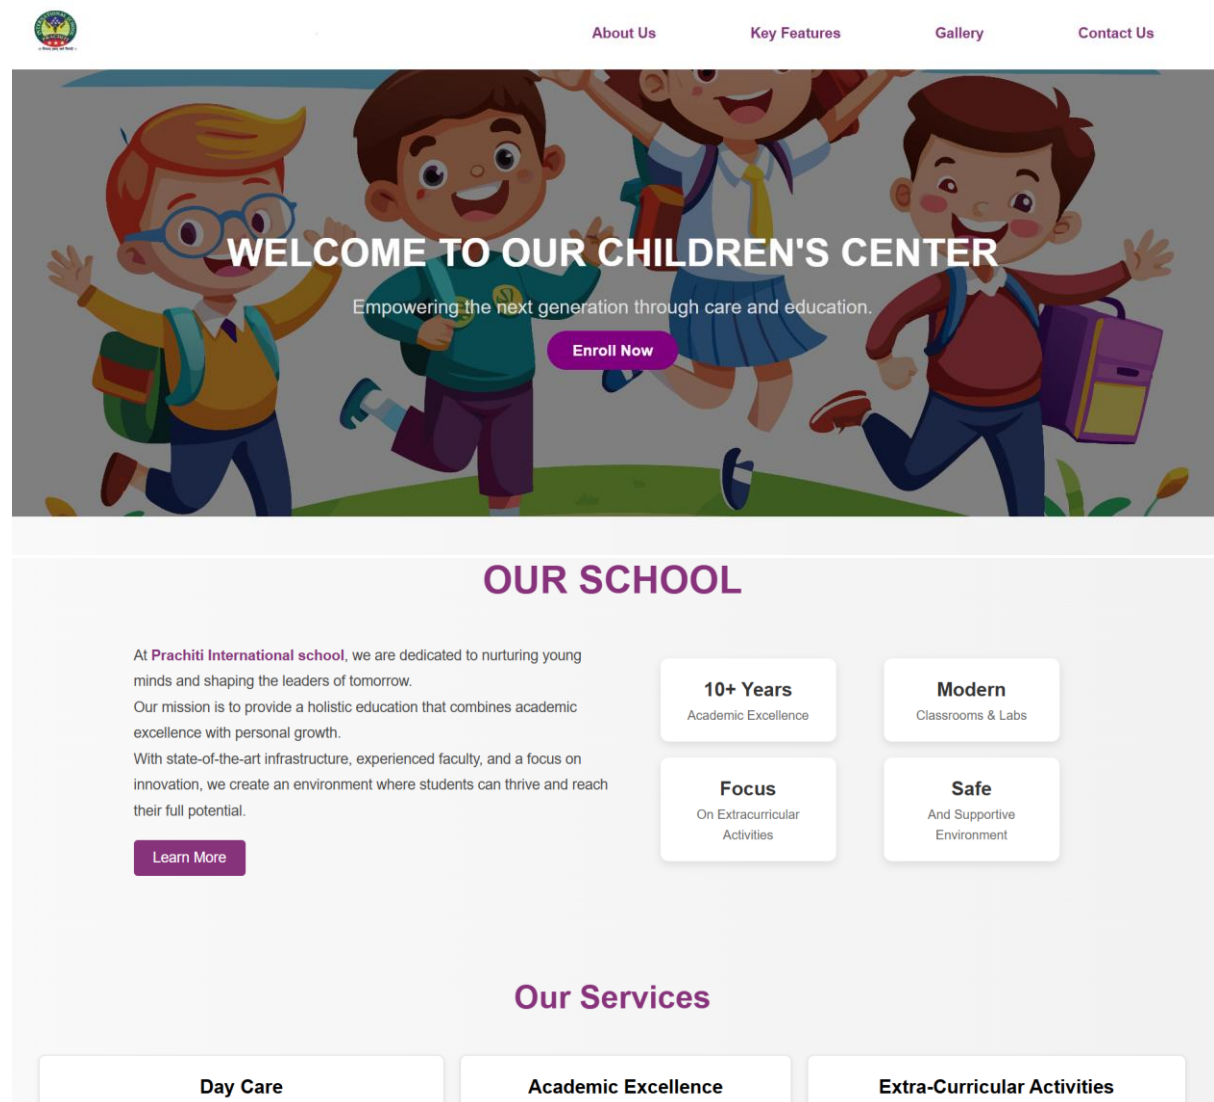 About Us
Key Features
Gallery
Contact Us
WELCOME TO OUR CHILDREN'S CENTER
Empowering the next generation through care and education.
Enroll Now
OUR SCHOOL
At Prachiti International school, we are dedicated to nurturing young
minds and shaping the leaders of tomorrow.
Our mission is to provide a holistic education that combines academic
excellence with personal growth.
With state-of-the-art infrastructure, experienced faculty, and a focus on
innovation, we create an environment where students can thrive and reach
their full potential.
Learn More
10+ Years
Academic Excellence
Modern
Classrooms & Labs
Focus
On Extracurricular
Activities
Safe
And Supportive
Environment
Our Services
Day Care
Academic Excellence
Extra-Curricular Activities